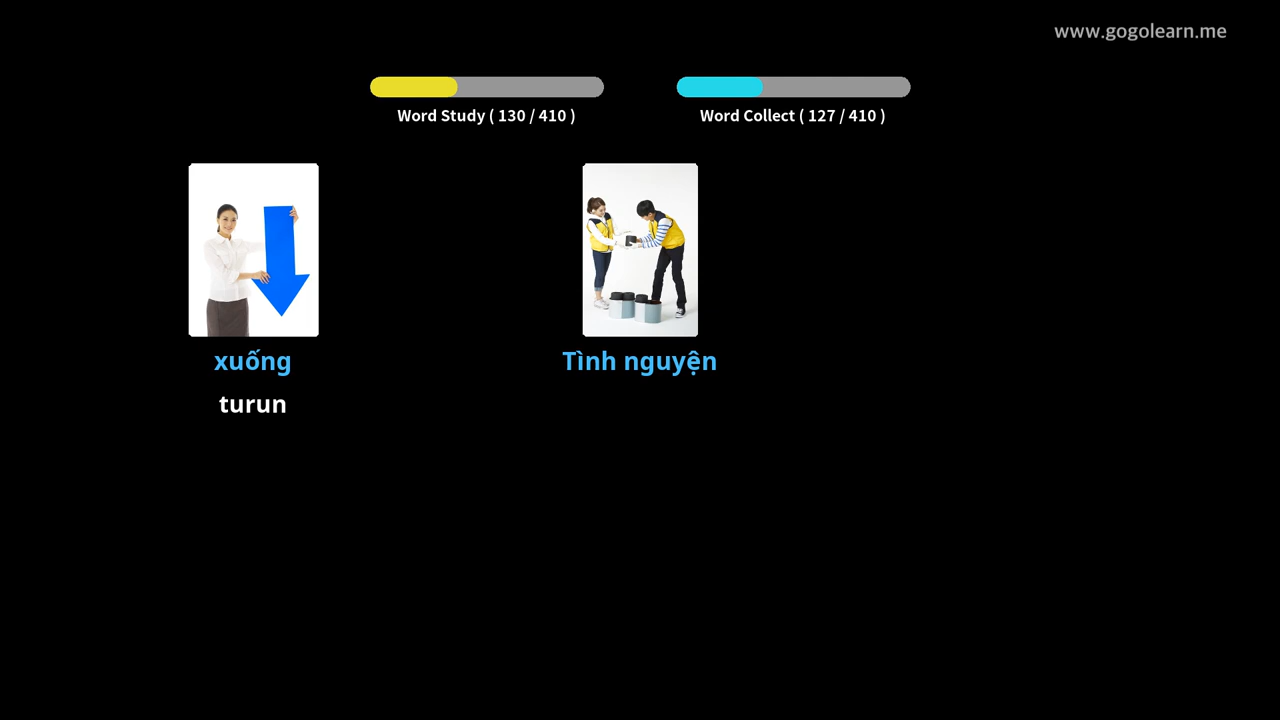 www.gogolearn.me
Word Study ( 130 / 410 )
Word Collect ( 127 / 410 )
xuống
turun
Tình nguyện